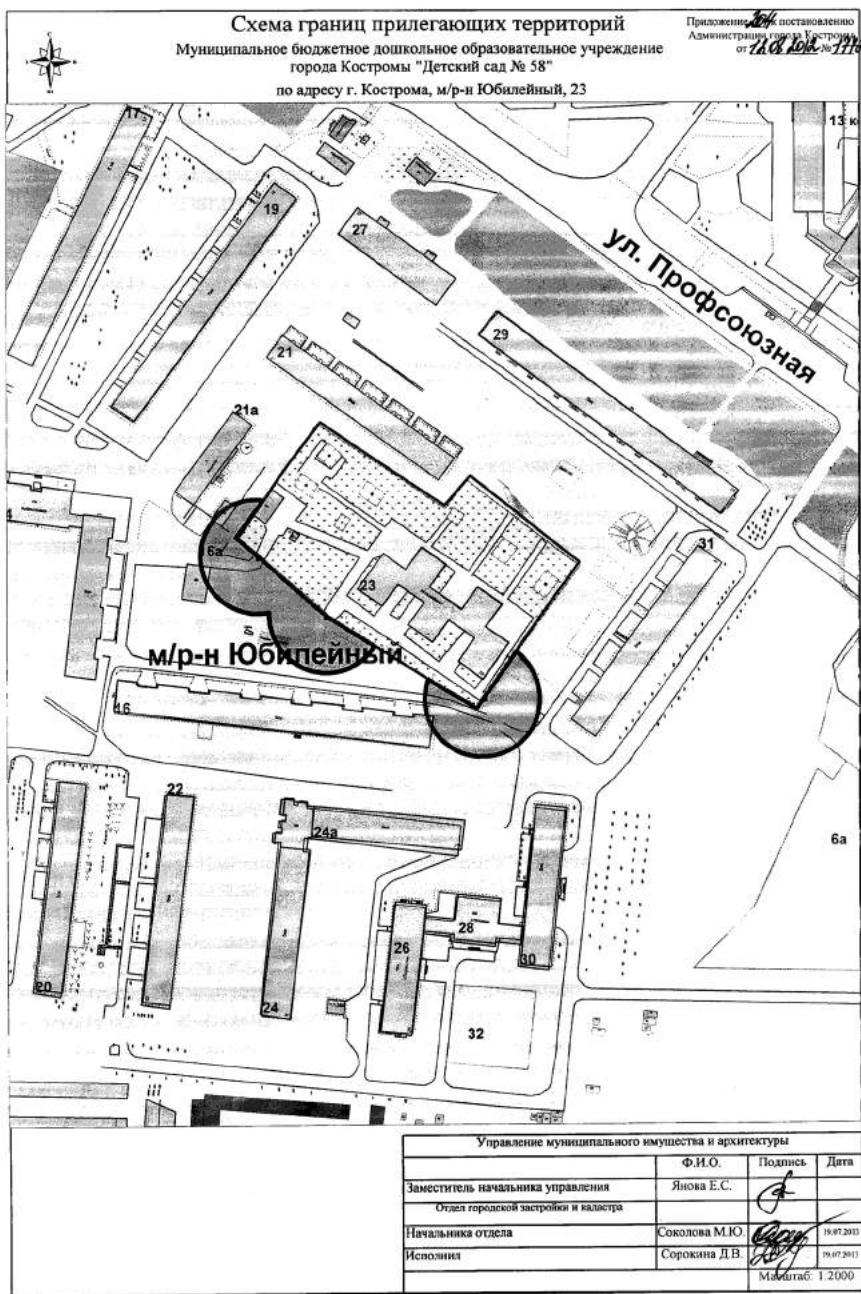 Схема границ прилегающих территорий
Муниципальное бюджетное дошкольное образовательное учреждение
города Костромы "Детский сад № 58"
по адресу г. Кострома, м/р-н Юбилейный, 23
Приложение к постановлению
Администрации города Костромы
от №
17
13
19
27
ул. Профсоюзная
29
21
21а
31
6а
23
м/р-н Юбилейный
16
22
24а
6а
28
26
20
24
30
32
Управление муниципального имущества и архитектуры
Ф.И.О. Подпись Дата
Заместитель начальника управления Янова Е.С.
Отдел городской застройки и кадастра
Начальника отдела Соколова М.Ю. 19.07.2013
Исполнил Сорокина Д.В. 19.07.2013
Масштаб: 1:2000